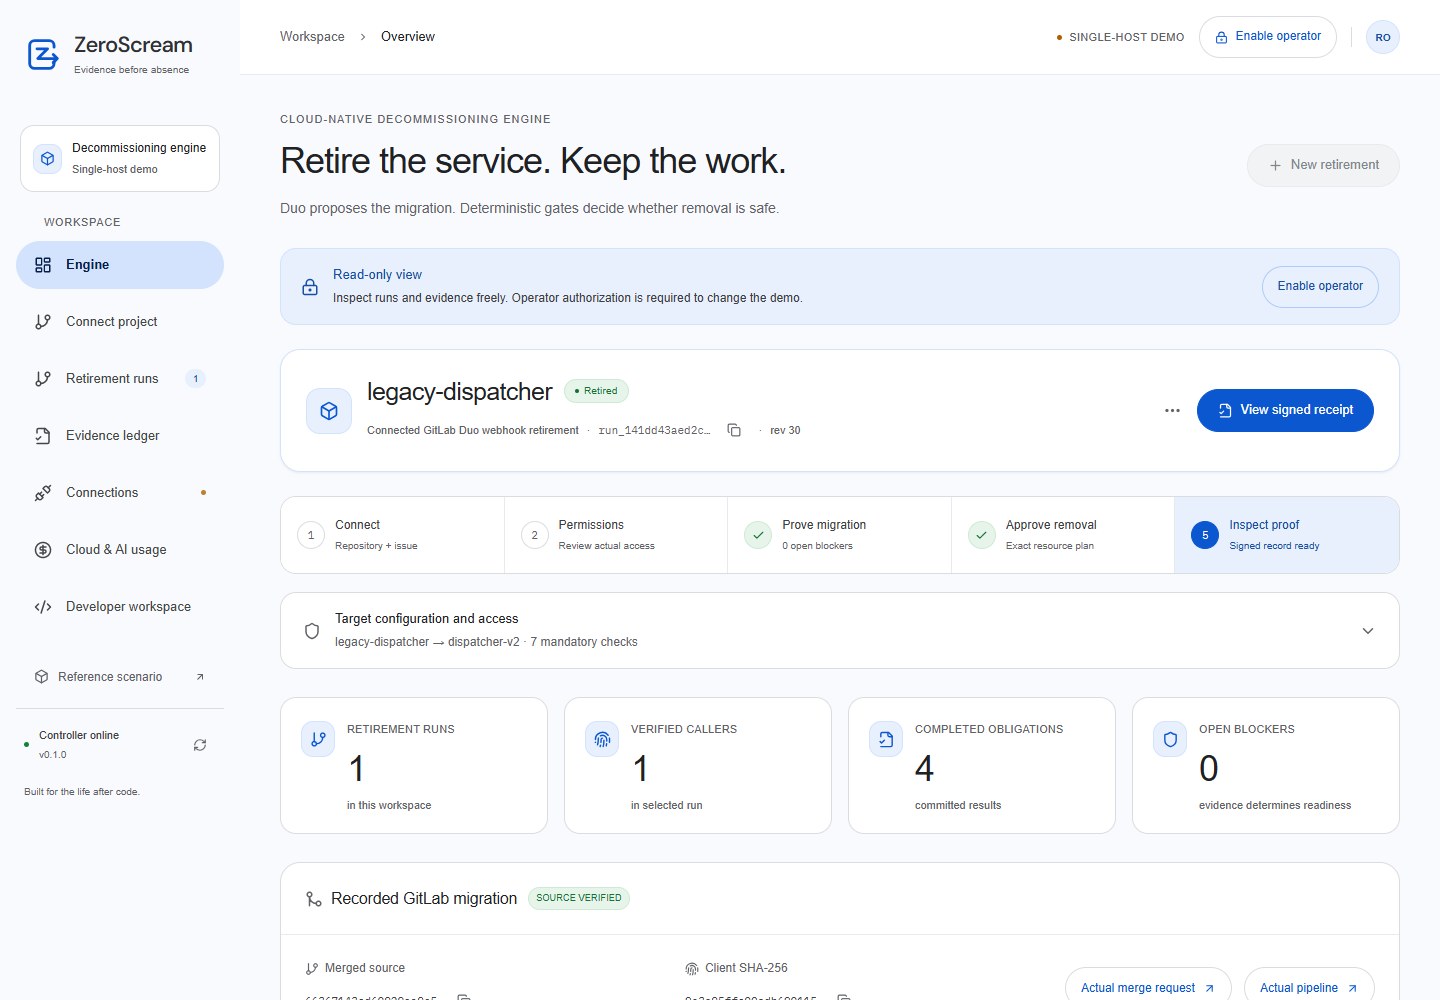 ZeroScream
Evidence before absence
Decommissioning engine
Single-host demo
WORKSPACE
Engine
Connect project
Retirement runs 1
Evidence ledger
Connections
Cloud & AI usage
Developer workspace
Reference scenario
Controller online
v0.1.0
Built for the life after code.
Workspace > Overview
SINGLE-HOST DEMO
Enable operator
RO
CLOUD-NATIVE DECOMMISSIONING ENGINE
Retire the service. Keep the work.
Duo proposes the migration. Deterministic gates decide whether removal is safe.
New retirement
Read-only view
Inspect runs and evidence freely. Operator authorization is required to change the demo.
Enable operator
legacy-dispatcher Retired
Connected GitLab Duo webhook retirement · run_141dd43aed2c… · rev 30
View signed receipt
1 Connect
Repository + issue
2 Permissions
Review actual access
Prove migration
0 open blockers
Approve removal
Exact resource plan
5 Inspect proof
Signed record ready
Target configuration and access
legacy-dispatcher → dispatcher-v2 · 7 mandatory checks
RETIREMENT RUNS
1
in this workspace
VERIFIED CALLERS
1
in selected run
COMPLETED OBLIGATIONS
4
committed results
OPEN BLOCKERS
0
evidence determines readiness
Recorded GitLab migration SOURCE VERIFIED
Merged source
Client SHA-256
Actual merge request
Actual pipeline